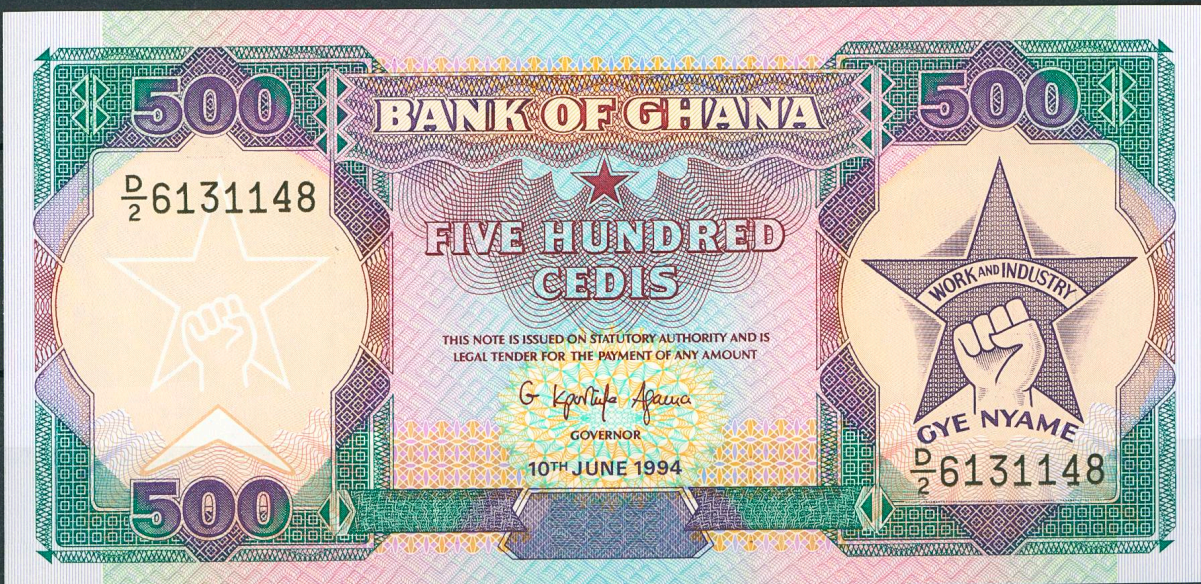 500
BANK OF GHANA
500
D/2 6131148
FIVE HUNDRED
CEDIS
WORK AND INDUSTRY
THIS NOTE IS ISSUED ON STATUTORY AUTHORITY AND IS
LEGAL TENDER FOR THE PAYMENT OF ANY AMOUNT
GOVERNOR
10TH JUNE 1994
GYE NYAME
D/2 6131148
500